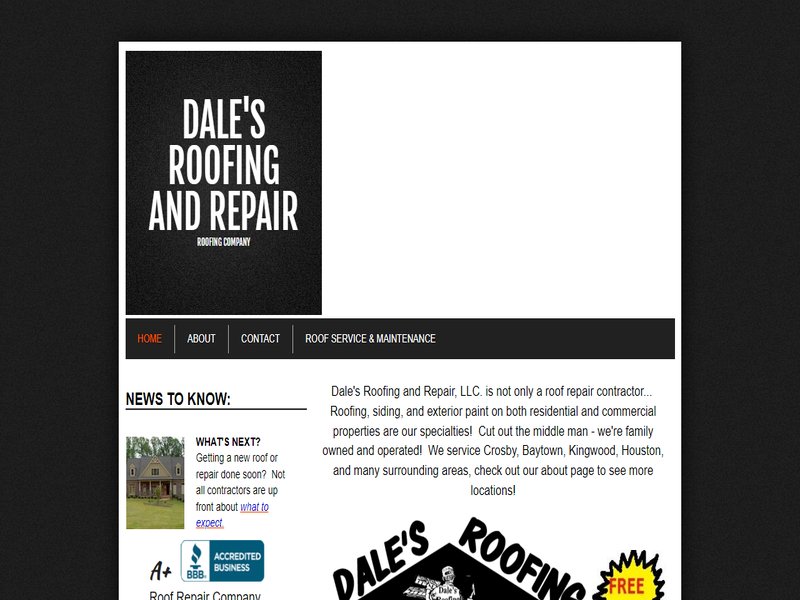 DALE'S
ROOFING
AND REPAIR
ROOFING COMPANY
HOME
ABOUT
CONTACT
ROOF SERVICE & MAINTENANCE
NEWS TO KNOW:
WHAT'S NEXT?
Getting a new roof or
repair done soon? Not
all contractors are up
front about what to
expect.
A+
BBB.
ACCREDITED
BUSINESS
Roof Repair Company
Dale's Roofing and Repair, LLC. is not only a roof repair contractor...
Roofing, siding, and exterior paint on both residential and commercial
properties are our specialties! Cut out the middle man - we're family
owned and operated! We service Crosby, Baytown, Kingwood, Houston,
and many surrounding areas, check out our about page to see more
locations!
DALE'S ROOFING
Dale's
Roofing
FREE